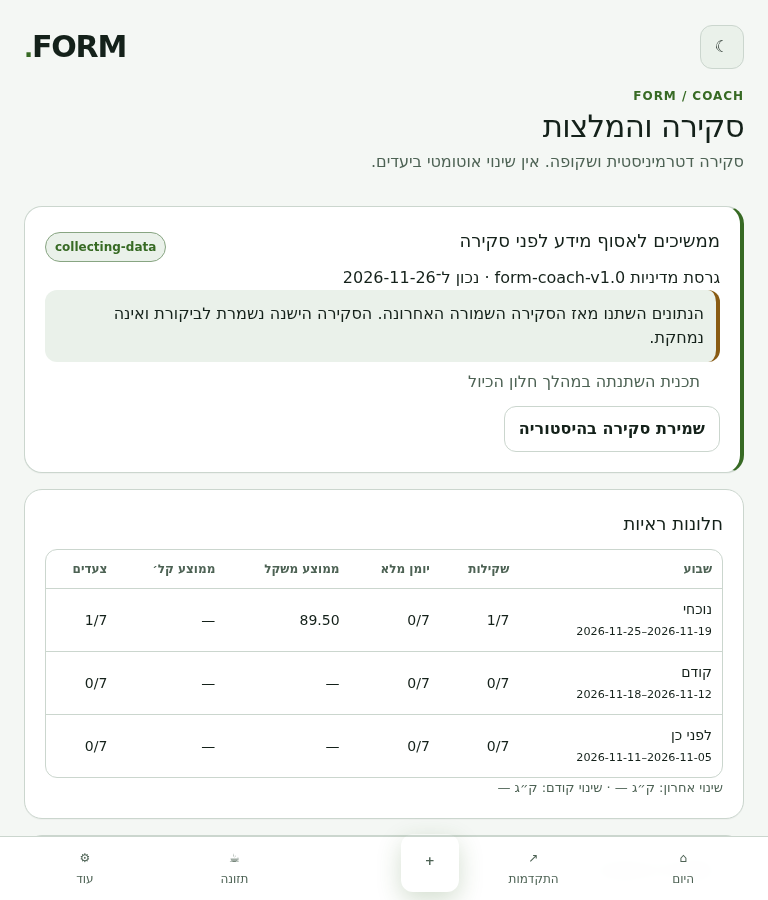 FORM.
FORM / COACH
סקירה והמלצות
סקירה דטרמיניסטית ושקופה. אין שינוי אוטומטי ביעדים.
ממשיכים לאסוף מידע לפני סקירה
collecting-data
גרסת מדיניות form-coach-v1.0 · נכון ל־2026-11-26
הנתונים השתנו מאז הסקירה השמורה האחרונה. הסקירה הישנה נשמרת לביקורת ואינה
נמחקת.
תכנית השתנתה במהלך חלון הכיול
שמירת סקירה בהיסטוריה
חלונות ראיות
שבוע שקילות יומן מלא ממוצע משקל ממוצע קל׳ צעדים
נוכחי 1/7 0/7 89.50 — 1/7
2026-11-25–2026-11-19
קודם 0/7 0/7 — — 0/7
2026-11-18–2026-11-12
לפני כן 0/7 0/7 — — 0/7
2026-11-11–2026-11-05
שינוי אחרון: ק״ג — · שינוי קודם: ק״ג —
היום התקדמות + תזונה עוד